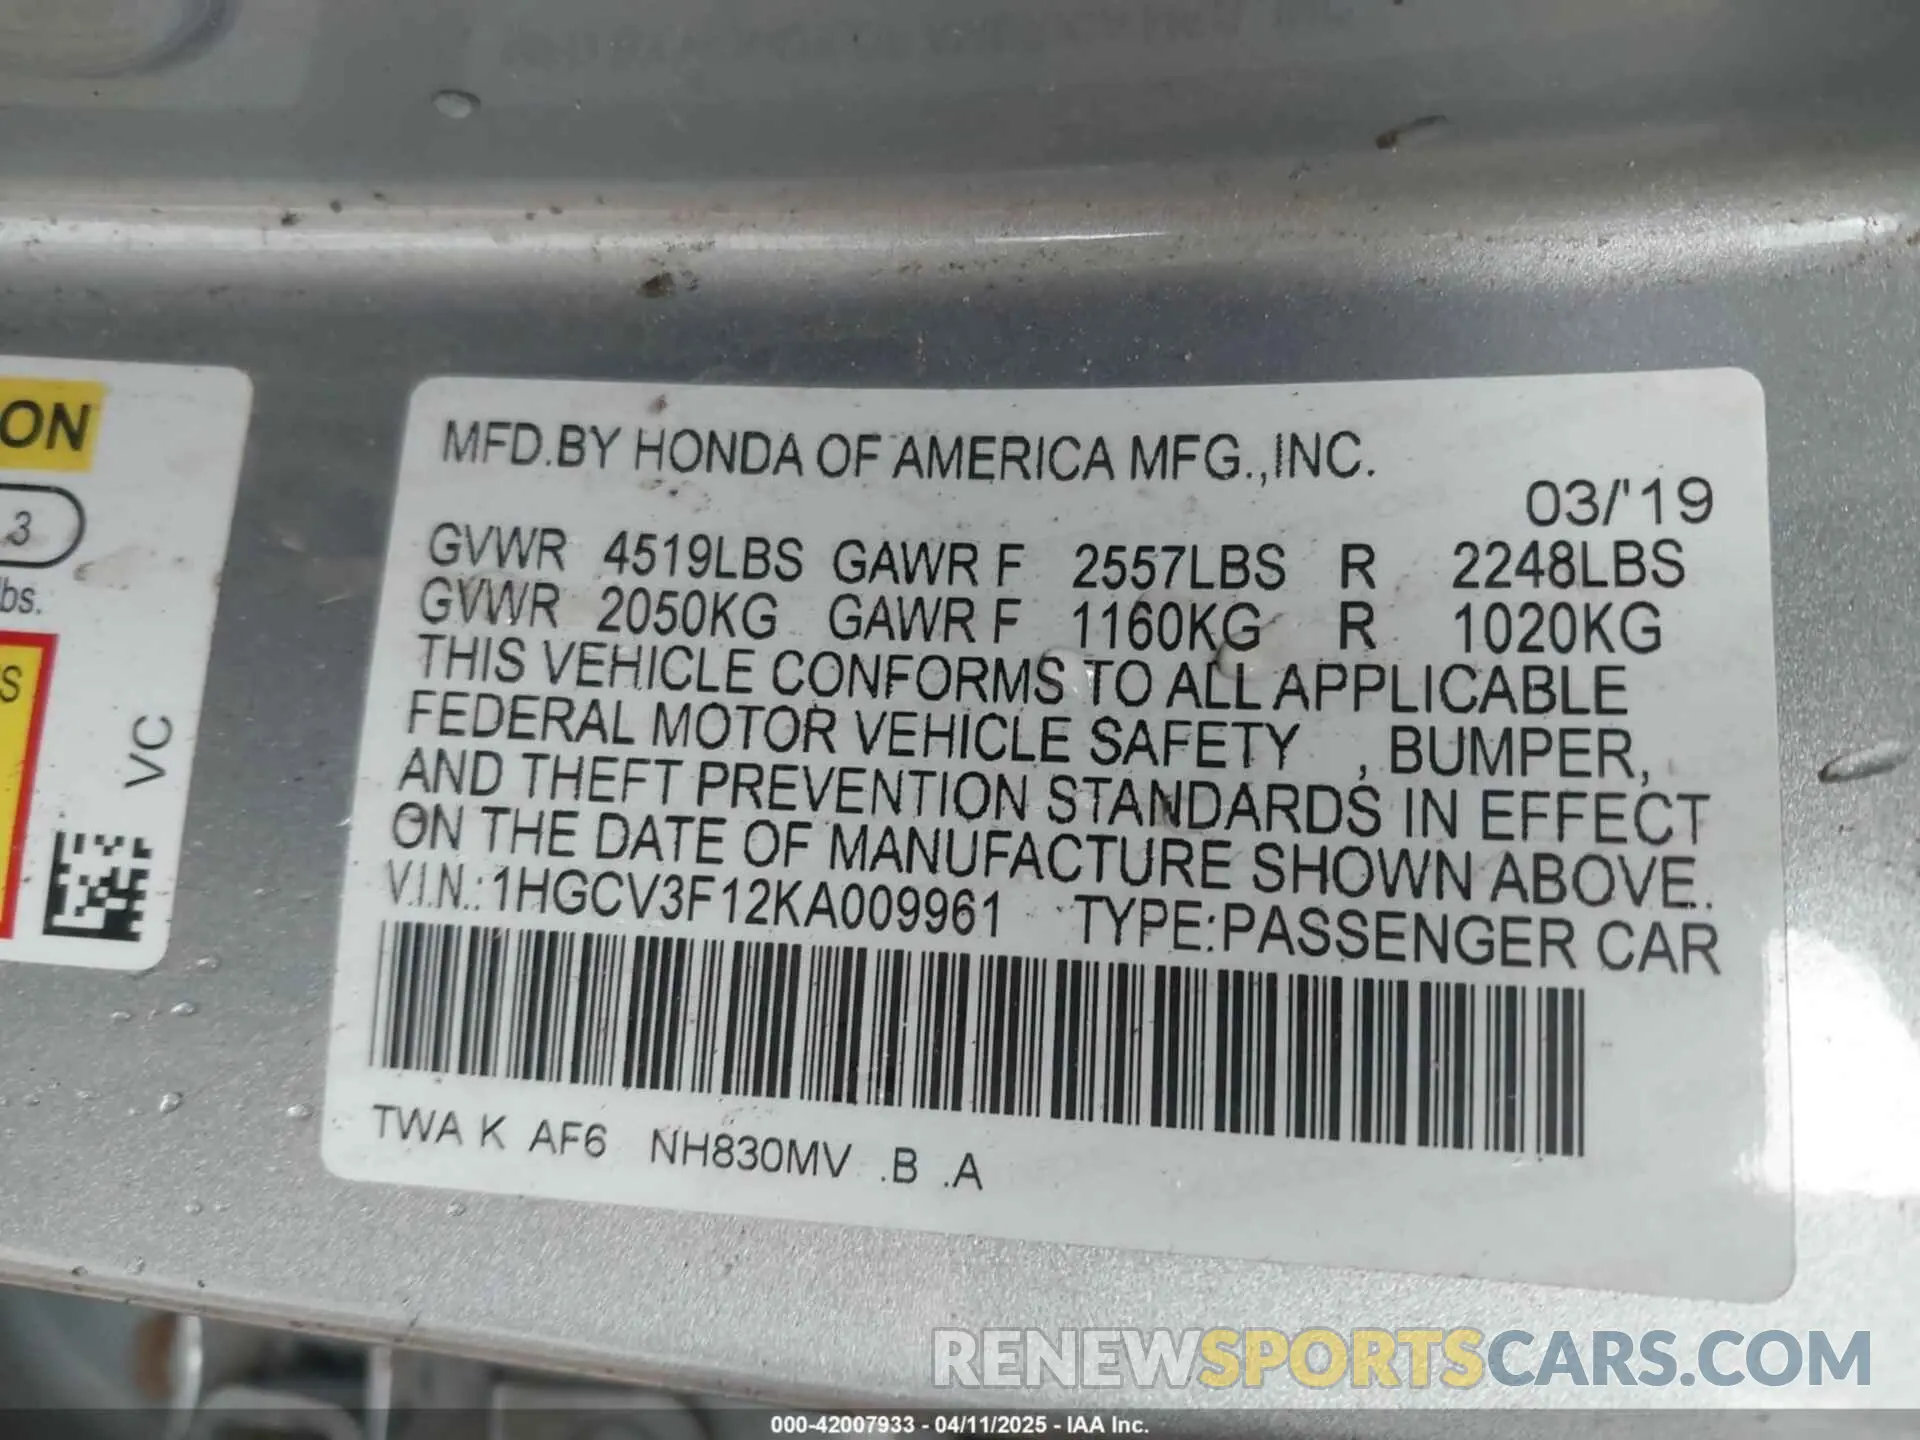 ON
3
lbs.
S
VC
MFD.BY HONDA OF AMERICA MFG.,INC.
03/'19
GVWR 4519LBS GAWR F 2557LBS R 2248LBS
GVWR 2050KG GAWR F 1160KG R 1020KG
THIS VEHICLE CONFORMS TO ALL APPLICABLE
FEDERAL MOTOR VEHICLE SAFETY , BUMPER,
AND THEFT PREVENTION STANDARDS IN EFFECT
ON THE DATE OF MANUFACTURE SHOWN ABOVE.
V.I.N.:1HGCV3F12KA009961 TYPE:PASSENGER CAR
TWA K AF6 NH830MV .B .A
RENEWSPORTSCARS.COM
000-42007933 - 04/11/2025 - IAA Inc.